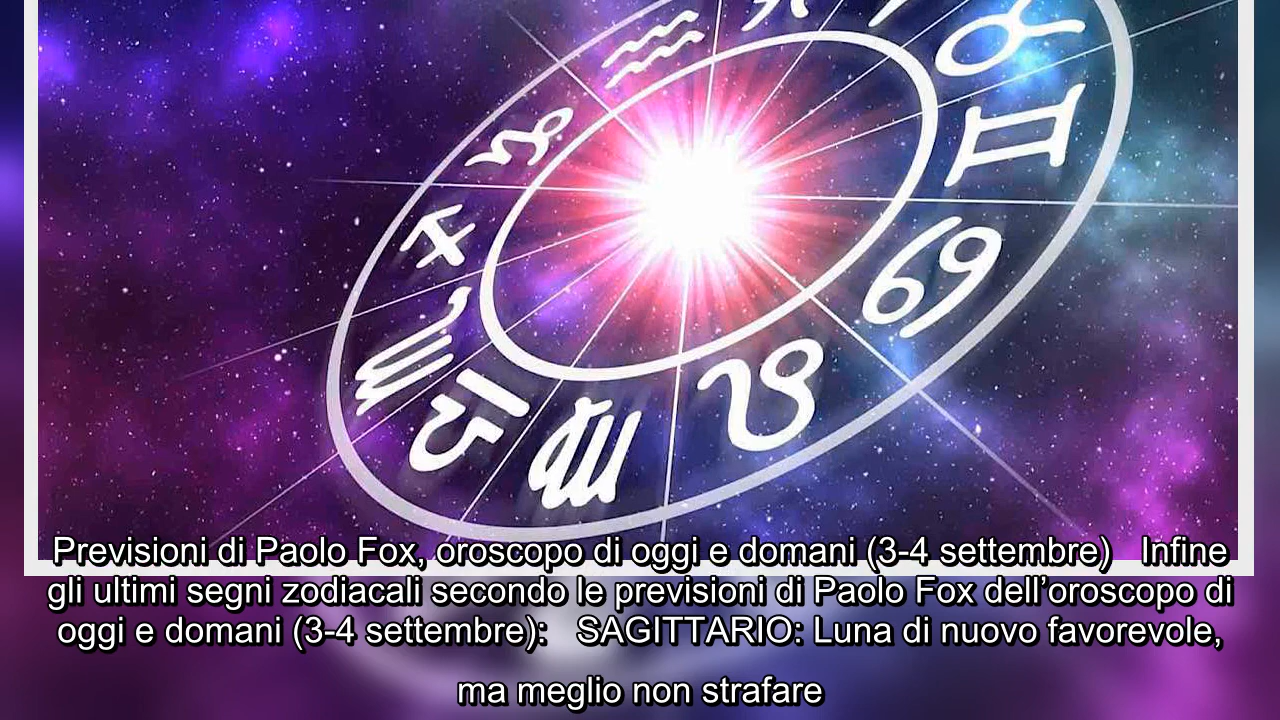 Previsioni di Paolo Fox, oroscopo di oggi e domani (3-4 settembre)   Infine
gli ultimi segni zodiacali secondo le previsioni di Paolo Fox dell’oroscopo di
oggi e domani (3-4 settembre):   SAGITTARIO: Luna di nuovo favorevole,
ma meglio non strafare